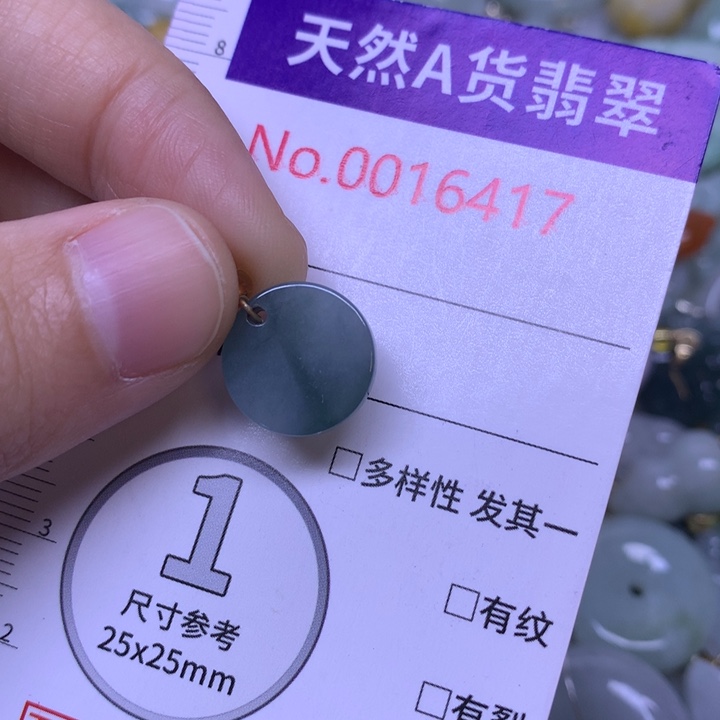 8
天然A货翡翠
No.0016417
多样性 发其一
1
3
尺寸参考
有纹
25x25mm
2
有裂